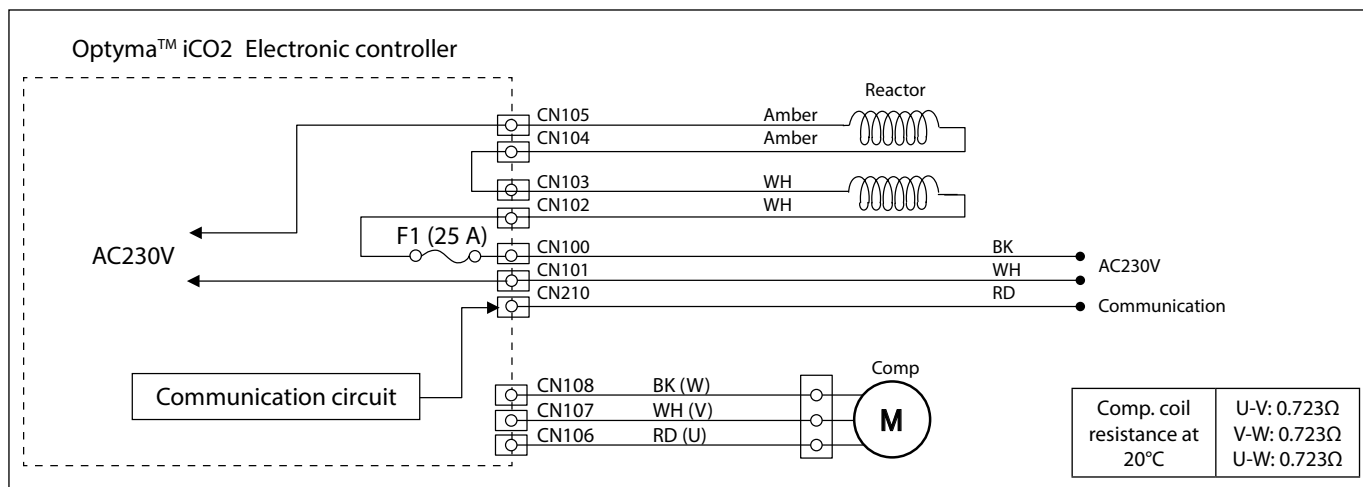 Optyma™ iCO2 Electronic controller
Reactor
CN105 Amber
CN104 Amber
CN103 WH
CN102 WH
F1 (25 A)
CN100 BK
AC230V
CN101 WH
AC230V
CN210 RD
Communication
Comp
CN108 BK (W)
Communication circuit
CN107 WH (V)
M
CN106 RD (U)
Comp. coil
resistance at
20°C
U-V: 0.723Ω
V-W: 0.723Ω
U-W: 0.723Ω